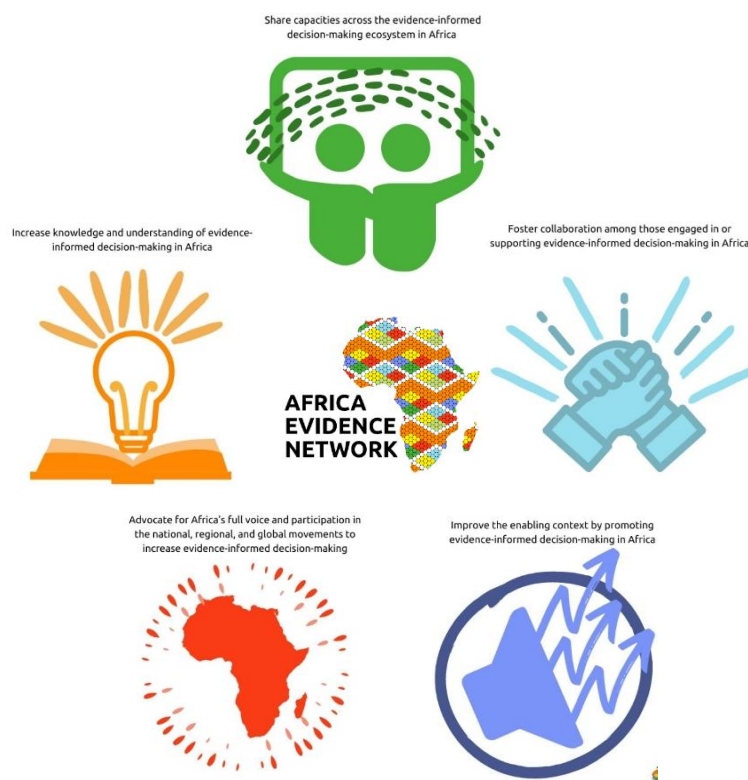 Share capacities across the evidence-informed
decision-making ecosystem in Africa
Increase knowledge and understanding of evidence-
informed decision-making in Africa
Foster collaboration among those engaged in or
supporting evidence-informed decision-making in Africa
AFRICA
EVIDENCE
NETWORK
Advocate for Africa's full voice and participation in
the national, regional, and global movements to
increase evidence-informed decision-making
Improve the enabling context by promoting
evidence-informed decision-making in Africa